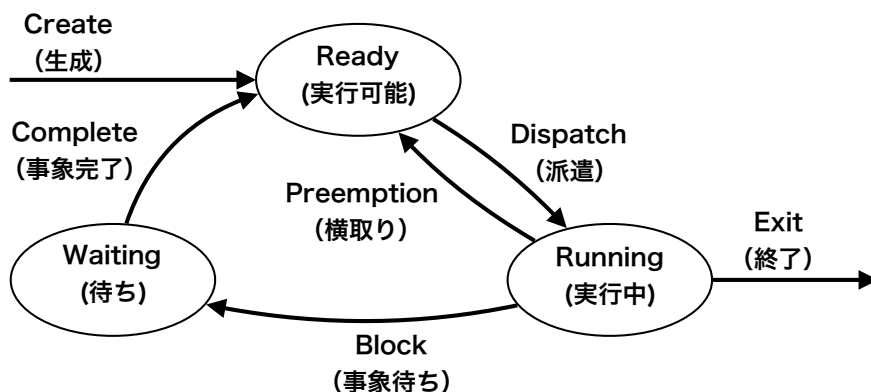 Create
（生成）
Ready
(実行可能)
Complete
（事象完了）
Dispatch
（派遣）
Preemption
（横取り）
Waiting
(待ち)
Running
(実行中)
Exit
（終了）
Block
（事象待ち）